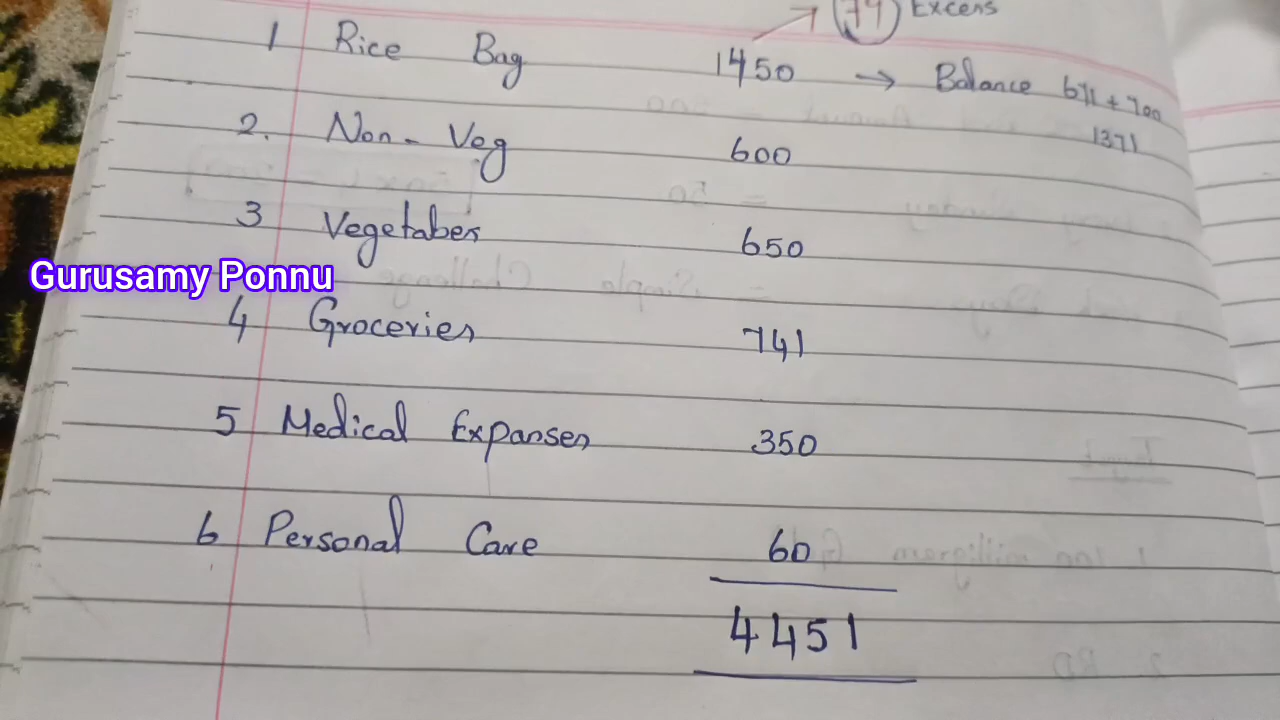 79 Excess
1 Rice Bag 1450 → Balance 671 + 700
1371
2. Non-Veg 600
3 Vegetabes 650
Gurusamy Ponnu
4 Groceries 741
5 Medical Expanses 350
6 Personal Care 60
4451